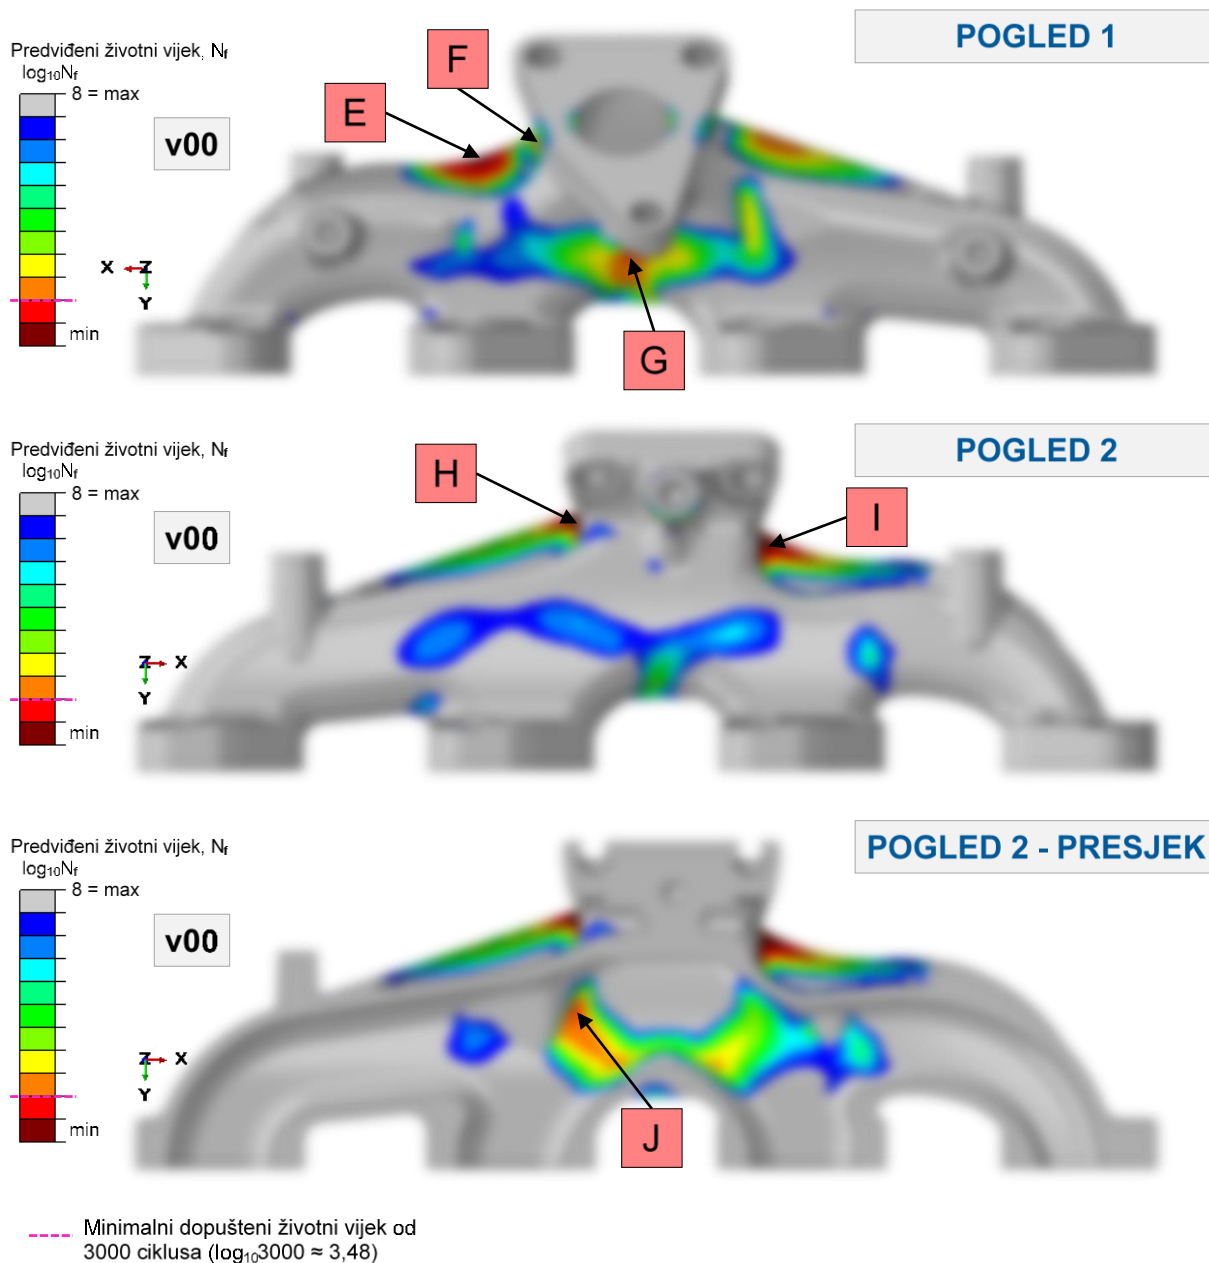 POGLED 1
Predviđeni životni vijek, Nf
log10Nf
8 = max
v00
min
X Z
Y
E
F
G
POGLED 2
Predviđeni životni vijek, Nf
log10Nf
8 = max
v00
min
Z X
Y
H
I
POGLED 2 - PRESJEK
Predviđeni životni vijek, Nf
log10Nf
8 = max
v00
min
Z X
Y
J
Minimalni dopušteni životni vijek od
3000 ciklusa (log103000 ≈ 3,48)